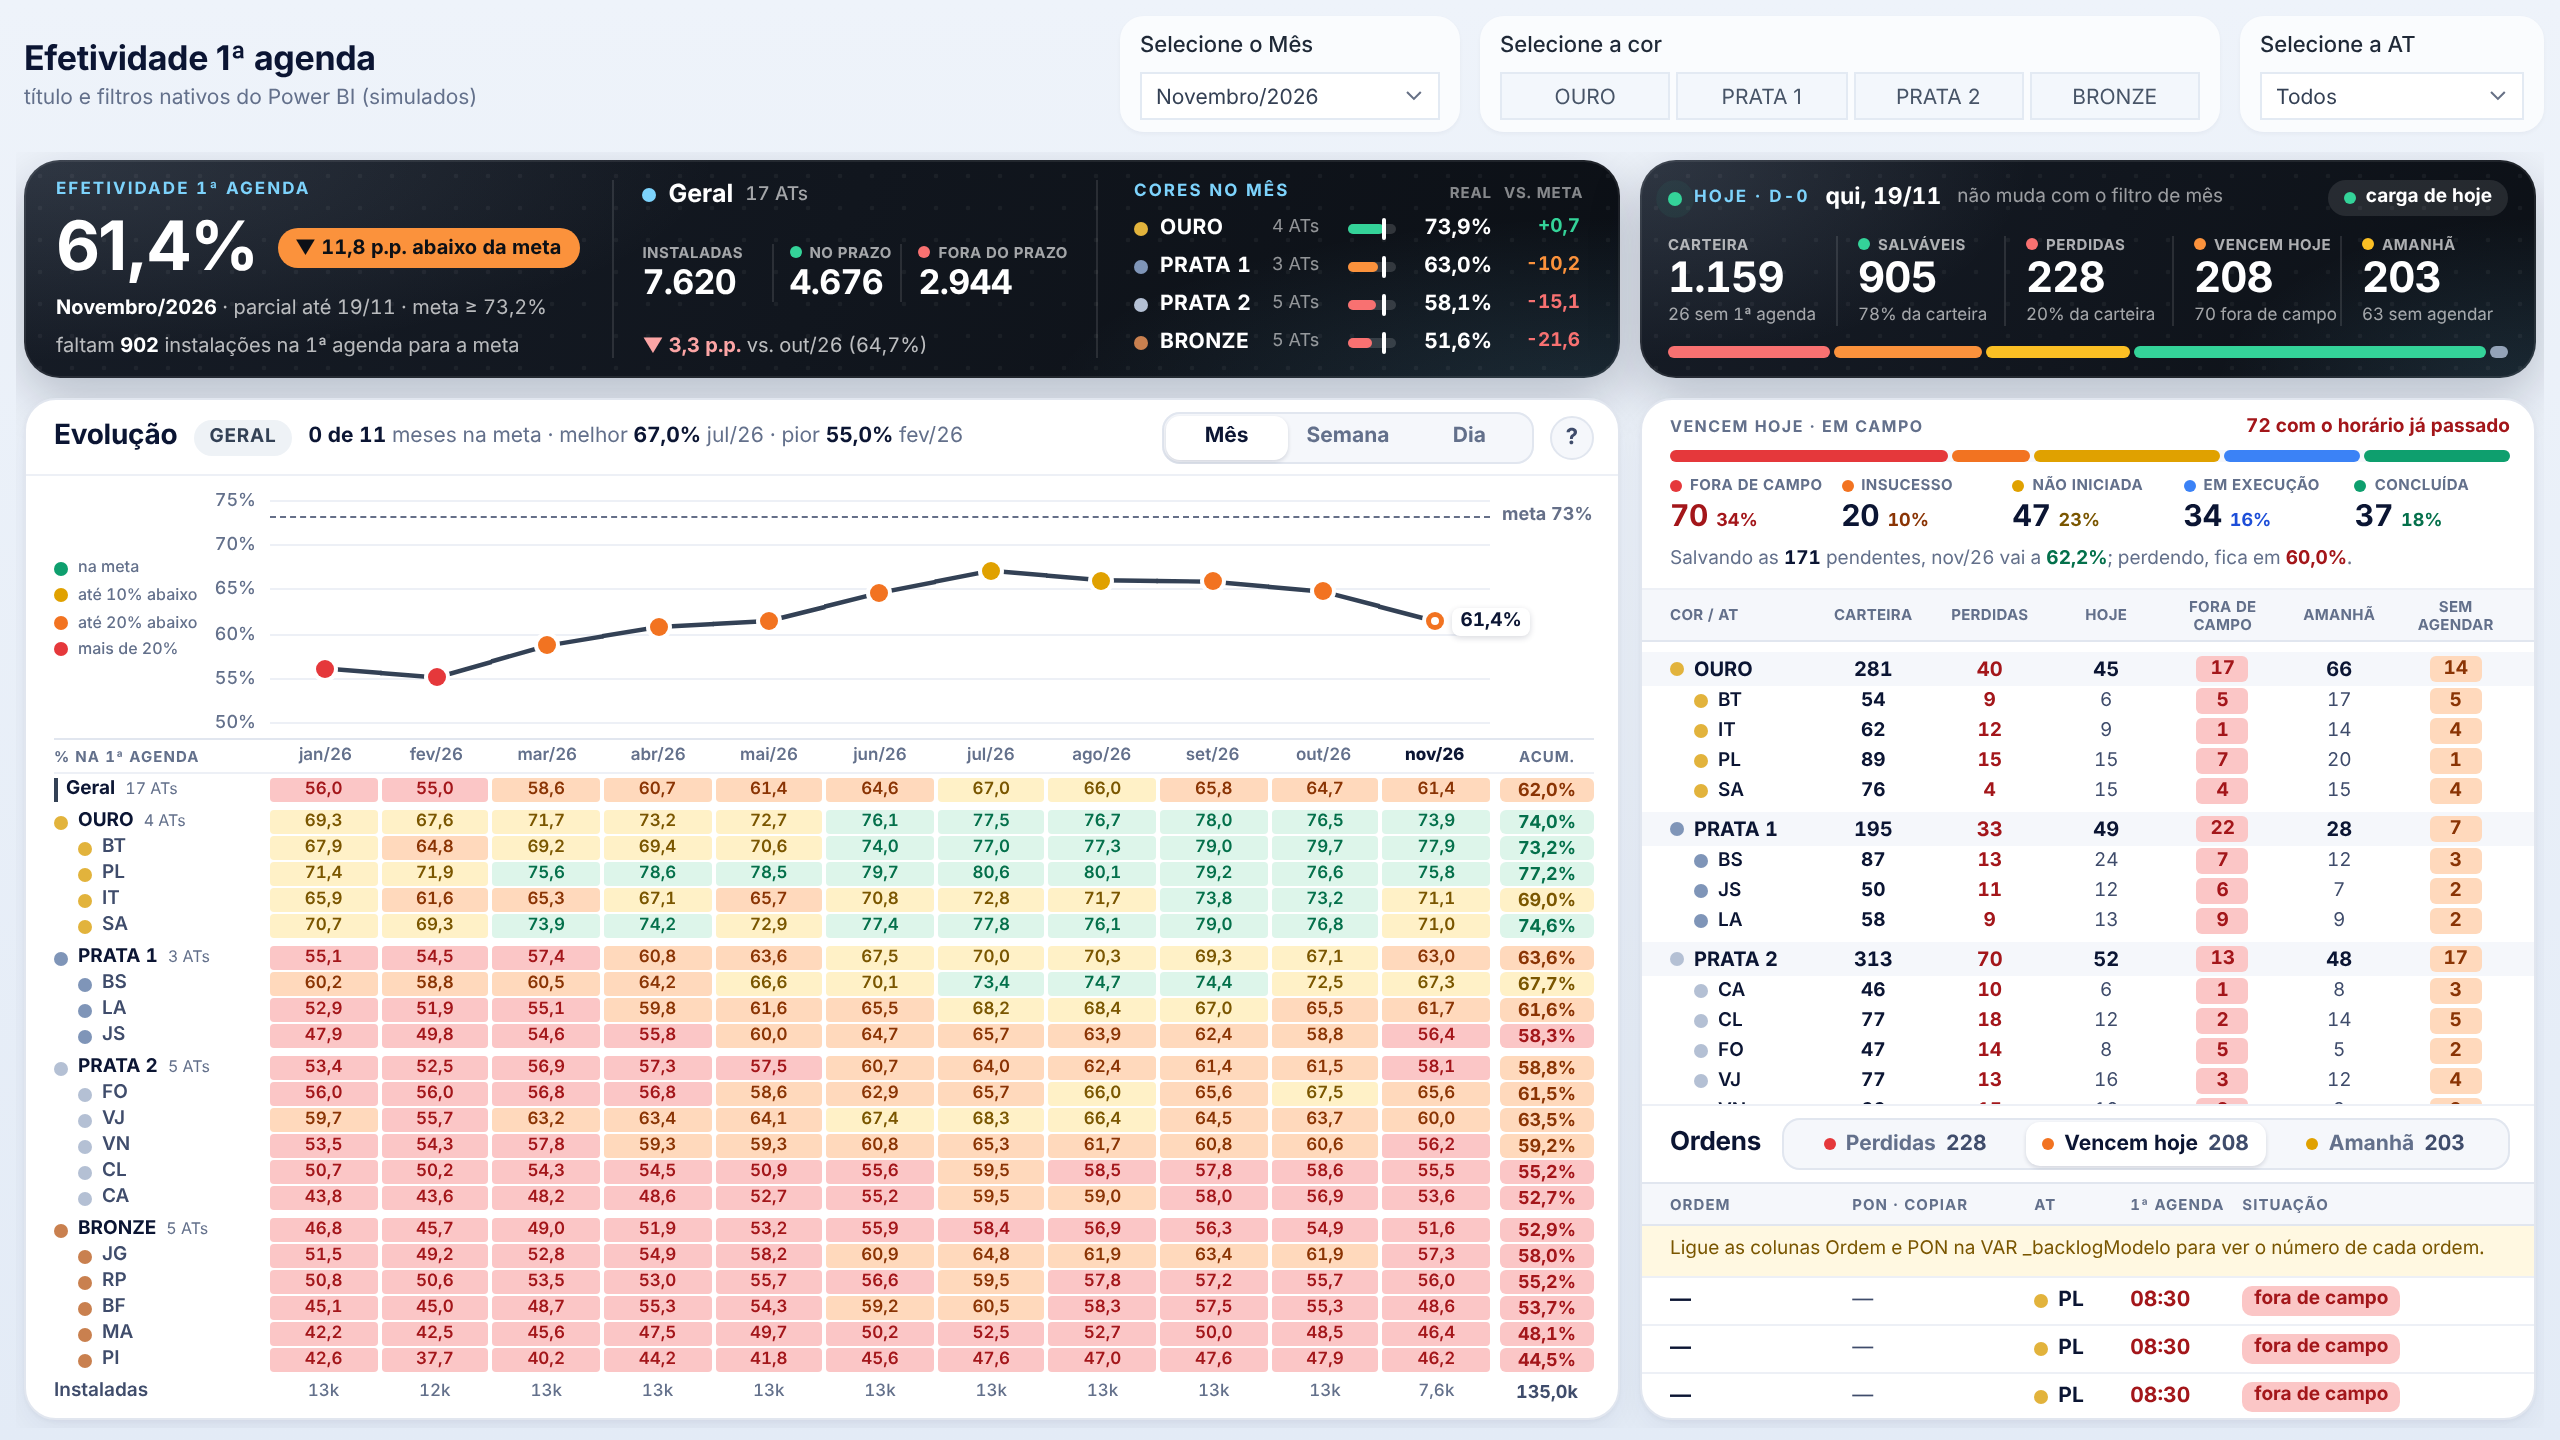 Efetividade 1ª agenda
título e filtros nativos do Power BI (simulados)
Selecione o Mês
Novembro/2026
Selecione a cor
OURO PRATA 1 PRATA 2 BRONZE
Selecione a AT
Todos
EFETIVIDADE 1ª AGENDA
61,4% ▼ 11,8 p.p. abaixo da meta
Novembro/2026 · parcial até 19/11 · meta ≥ 73,2%
faltam 902 instalações na 1ª agenda para a meta
Geral 17 ATs
INSTALADAS NO PRAZO FORA DO PRAZO
7.620 4.676 2.944
▼ 3,3 p.p. vs. out/26 (64,7%)
CORES NO MÊS REAL VS. META
OURO 4 ATs 73,9% +0,7
PRATA 1 3 ATs 63,0% -10,2
PRATA 2 5 ATs 58,1% -15,1
BRONZE 5 ATs 51,6% -21,6
HOJE · D-0 qui, 19/11 não muda com o filtro de mês carga de hoje
CARTEIRA SALVÁVEIS PERDIDAS VENCEM HOJE AMANHÃ
1.159 905 228 208 203
26 sem 1ª agenda 78% da carteira 20% da carteira 70 fora de campo 63 sem agendar
Evolução GERAL 0 de 11 meses na meta · melhor 67,0% jul/26 · pior 55,0% fev/26 Mês Semana Dia ?
75%
meta 73%
70%
65%
60%
55%
50%
na meta
até 10% abaixo
até 20% abaixo
mais de 20%
61,4%
% NA 1ª AGENDA jan/26 fev/26 mar/26 abr/26 mai/26 jun/26 jul/26 ago/26 set/26 out/26 nov/26 ACUM.
Geral 17 ATs 56,0 55,0 58,6 60,7 61,4 64,6 67,0 66,0 65,8 64,7 61,4 62,0%
OURO 4 ATs 69,3 67,6 71,7 73,2 72,7 76,1 77,5 76,7 78,0 76,5 73,9 74,0%
BT 67,9 64,8 69,2 69,4 70,6 74,0 77,0 77,3 79,0 79,7 77,9 73,2%
PL 71,4 71,9 75,6 78,6 78,5 79,7 80,6 80,1 79,2 76,6 75,8 77,2%
IT 65,9 61,6 65,3 67,1 65,7 70,8 72,8 71,7 73,8 73,2 71,1 69,0%
SA 70,7 69,3 73,9 74,2 72,9 77,4 77,8 76,1 79,0 76,8 71,0 74,6%
PRATA 1 3 ATs 55,1 54,5 57,4 60,8 63,6 67,5 70,0 70,3 69,3 67,1 63,0 63,6%
BS 60,2 58,8 60,5 64,2 66,6 70,1 73,4 74,7 74,4 72,5 67,3 67,7%
LA 52,9 51,9 55,1 59,8 61,6 65,5 68,2 68,4 67,0 65,5 61,7 61,6%
JS 47,9 49,8 54,6 55,8 60,0 64,7 65,7 63,9 62,4 58,8 56,4 58,3%
PRATA 2 5 ATs 53,4 52,5 56,9 57,3 57,5 60,7 64,0 62,4 61,4 61,5 58,1 58,8%
FO 56,0 56,0 56,8 56,8 58,6 62,9 65,7 66,0 65,6 67,5 65,6 61,5%
VJ 59,7 55,7 63,2 63,4 64,1 67,4 68,3 66,4 64,5 63,7 60,0 63,5%
VN 53,5 54,3 57,8 59,3 59,3 60,8 65,3 61,7 60,8 60,6 56,2 59,2%
CL 50,7 50,2 54,3 54,5 50,9 55,6 59,5 58,5 57,8 58,6 55,5 55,2%
CA 43,8 43,6 48,2 48,6 52,7 55,2 59,5 59,0 58,0 56,9 53,6 52,7%
BRONZE 5 ATs 46,8 45,7 49,0 51,9 53,2 55,9 58,4 56,9 56,3 54,9 51,6 52,9%
JG 51,5 49,2 52,8 54,9 58,2 60,9 64,8 61,9 63,4 61,9 57,3 58,0%
RP 50,8 50,6 53,5 53,0 55,7 56,6 59,5 57,8 57,2 55,7 56,0 55,2%
BF 45,1 45,0 48,7 55,3 54,3 59,2 60,5 58,3 57,5 55,3 48,6 53,7%
MA 42,2 42,5 45,6 47,5 49,7 50,2 52,5 52,7 50,0 48,5 46,4 48,1%
PI 42,6 37,7 40,2 44,2 41,8 45,6 47,6 47,0 47,6 47,9 46,2 44,5%
Instaladas 13k 12k 13k 13k 13k 13k 13k 13k 13k 13k 7,6k 135,0k
VENCEM HOJE · EM CAMPO 72 com o horário já passado
FORA DE CAMPO INSUCESSO NÃO INICIADA EM EXECUÇÃO CONCLUÍDA
70 34% 20 10% 47 23% 34 16% 37 18%
Salvando as 171 pendentes, nov/26 vai a 62,2%; perdendo, fica em 60,0%.
COR / AT CARTEIRA PERDIDAS HOJE FORA DE CAMPO AMANHÃ SEM AGENDAR
OURO 281 40 45 17 66 14
BT 54 9 6 5 17 5
IT 62 12 9 1 14 4
PL 89 15 15 7 20 1
SA 76 4 15 4 15 4
PRATA 1 195 33 49 22 28 7
BS 87 13 24 7 12 3
JS 50 11 12 6 7 2
LA 58 9 13 9 9 2
PRATA 2 313 70 52 13 48 17
CA 46 10 6 1 8 3
CL 77 18 12 2 14 5
FO 47 14 8 5 5 2
VJ 77 13 16 3 12 4
Ordens Perdidas 228 Vencem hoje 208 Amanhã 203
ORDEM PON · COPIAR AT 1ª AGENDA SITUAÇÃO
Ligue as colunas Ordem e PON na VAR _backlogModelo para ver o número de cada ordem.
— — PL 08:30 fora de campo
— — PL 08:30 fora de campo
— — PL 08:30 fora de campo